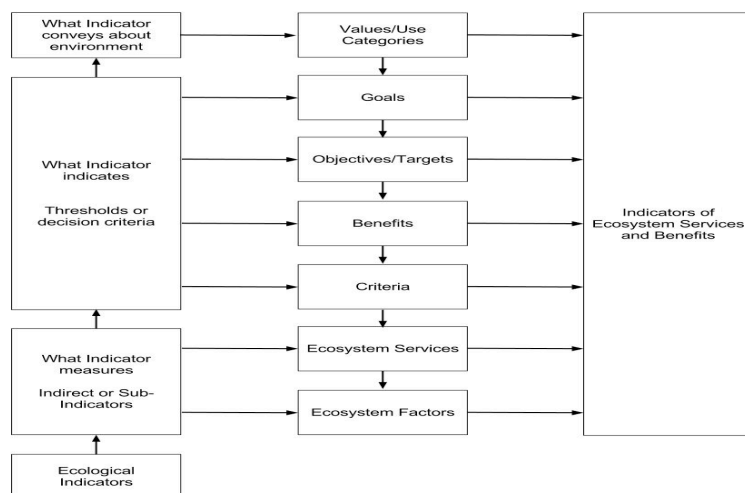 What Indicator
conveys about
environment
Values/Use
Categories
Goals
What Indicator
indicates
Thresholds or
decision criteria
Objectives/Targets
Benefits
Criteria
Indicators of
Ecosystem Services
and Benefits
What Indicator
measures
Indirect or Sub-
Indicators
Ecosystem Services
Ecosystem Factors
Ecological
Indicators